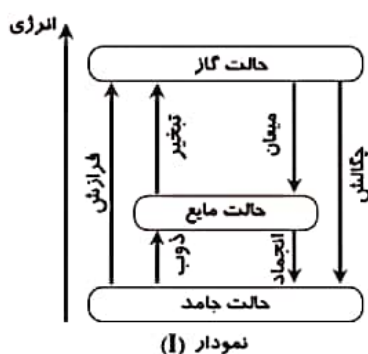 انرژی
حالت گاز
فرازش
تبخیر
میعان
چگالش
حالت مایع
ذوب
انجماد
حالت جامد
نمودار (I)